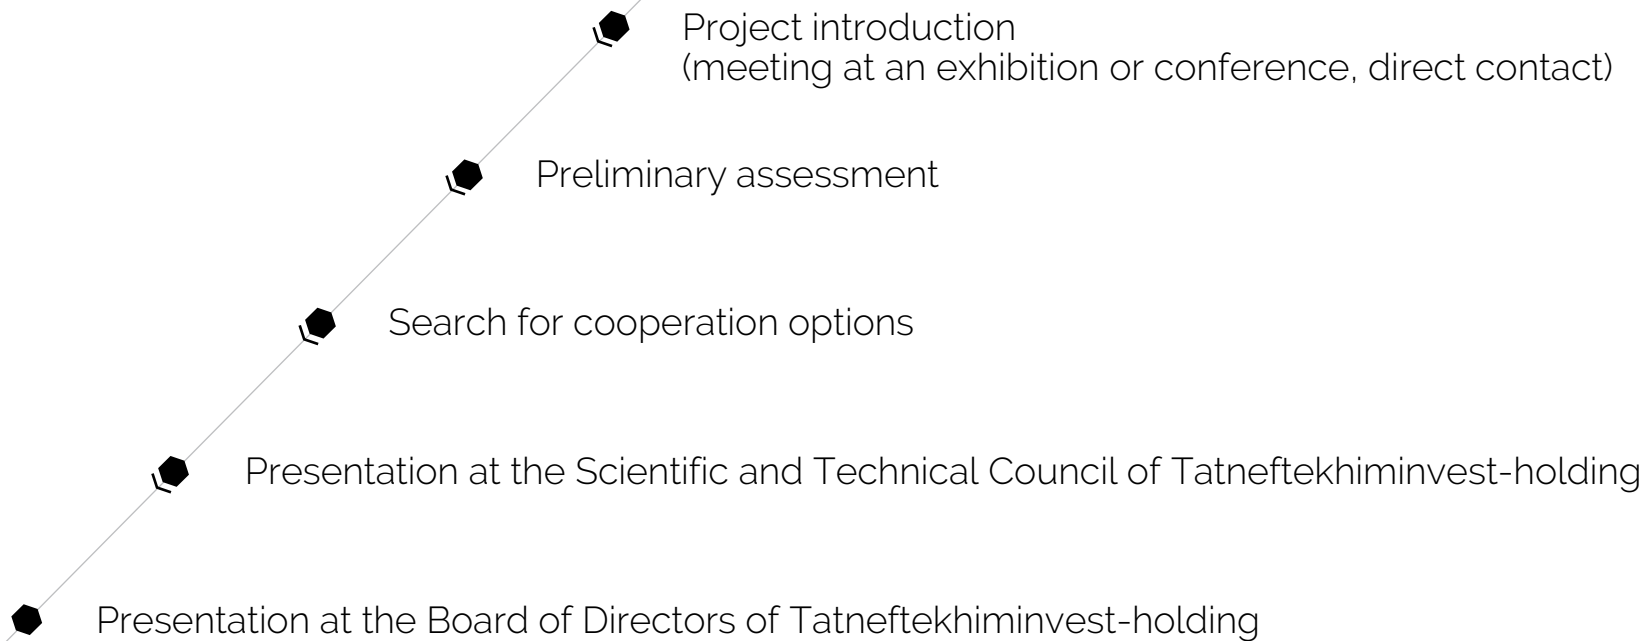 Project introduction
(meeting at an exhibition or conference, direct contact)
Preliminary assessment
Search for cooperation options
Presentation at the Scientific and Technical Council of Tatneftekhiminvest-holding
Presentation at the Board of Directors of Tatneftekhiminvest-holding